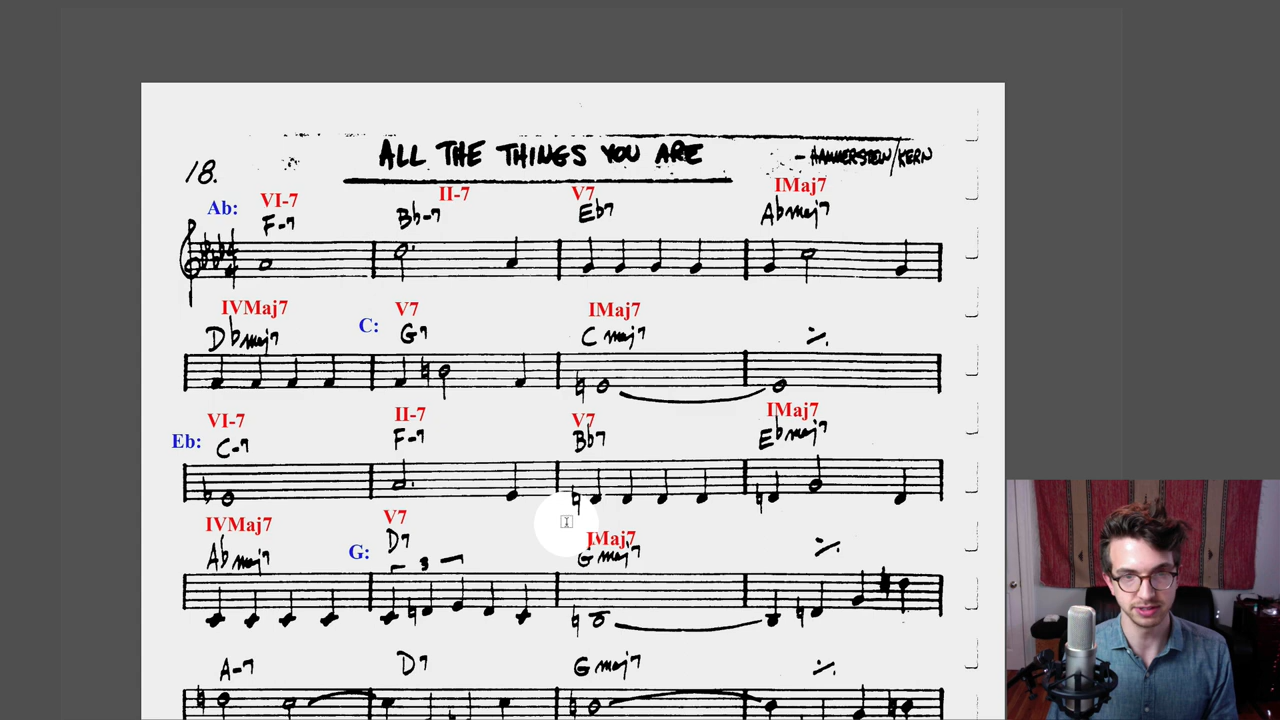 ALL THE THINGS YOU ARE
18.
- HAMMERSTEIN/KERN
Ab: VI-7 II-7 V7 IMaj7
F-7 Bb-7 Eb7 Abmaj7
IVMaj7 C: V7 IMaj7
Dbmaj7 G7 Cmaj7
VI-7 II-7 V7 IMaj7
Eb: C-7 F-7 Bb7 Ebmaj7
IVMaj7 V7 IMaj7
Abmaj7 G: D7 Gmaj7
3
A-7 D7 Gmaj7